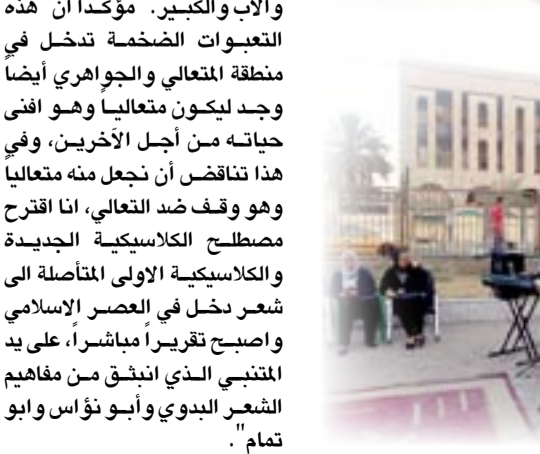 والاب والكبير. مؤكداً ان هذه
التعبوات الضخمة تدخل في
منطقة المتعالي والجواهري أيضاً
وجد ليكون متعالياً وهو افنى
حياته من أجل الآخرين، وفي
هذا تناقض أن نجعل منه متعالياً
وهو وقف ضد التعالي، انا اقترح
مصطلح الكلاسيكية الجديدة
والكلاسيكية الاولى المتأصلة الى
شعر دخل في العصر الاسلامي
واصبح تقريراً مباشراً، على يد
المتنبي الذي انبثق من مفاهيم
الشعر البدوي وأبو نؤاس وابو
تمام".